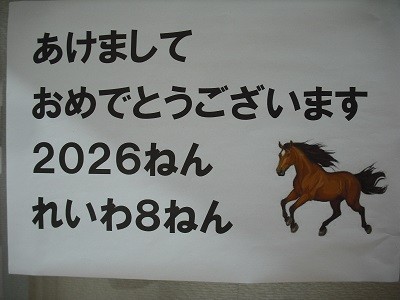 あけまして
おめでとうございます
２０２６ねん
れいわ８ねん